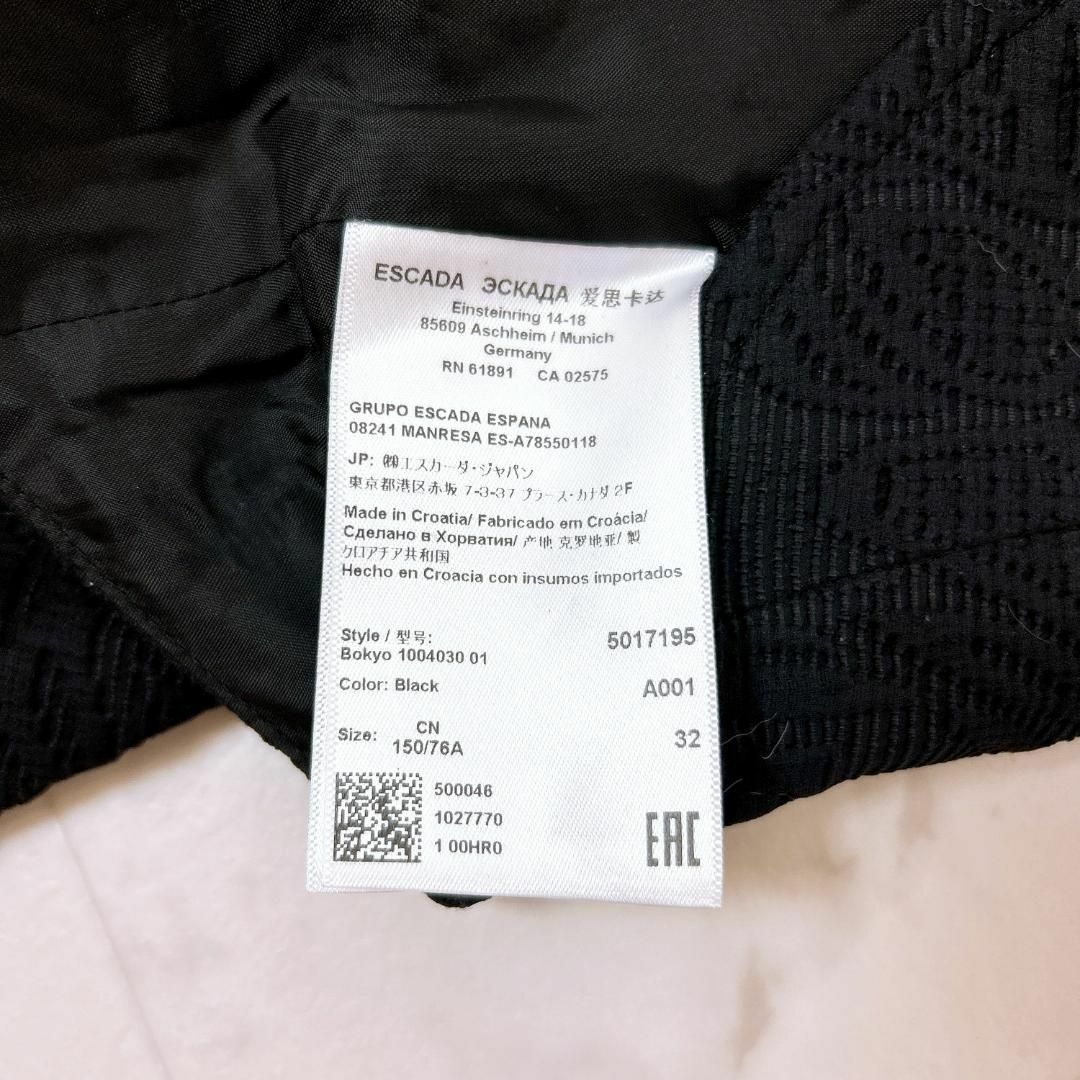 ESCADA ЭСКАДА 爱思卡达
Einsteinring 14-18
85609 Aschheim / Munich
Germany
RN 61891 CA 02575
GRUPO ESCADA ESPANA
08241 MANRESA ES-A78550118
JP: ㈱エスカーダ・ジャパン
東京都港区赤坂 7-3-37 プラース・カナダ 2F
Made in Croatia/ Fabricado em Croácia/
Сделано в Хорватия/ 产地 克罗地亚/ 製
クロアチア共和国
Hecho en Croacia con insumos importados
Style / 型号: 5017195
Bokyo 1004030 01
Color: Black A001
CN
Size: 150/76A 32
500046
1027770
1 00HR0
EAC